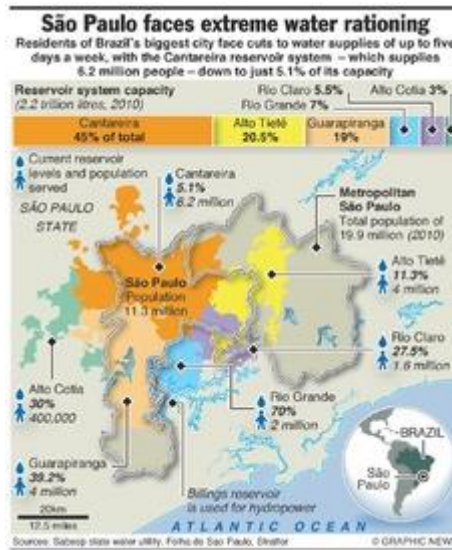 São Paulo faces extreme water rationing
Residents of Brazil's biggest city face cuts to water supplies of up to five
days a week, with the Cantareira reservoir system – which supplies
6.2 million people – down to just 5.1% of its capacity
Reservoir system capacity
(2.2 trillion litres, 2010)
Rio Claro 5.5%
Alto Cotia 3%
Rio Grande 7%
Cantareira
45% of total
Alto Tietê
20.5%
Guarapiranga
19%
Current reservoir
levels and population
served
Cantareira
5.1%
6.2 million
SÃO PAULO
STATE
Metropolitan
São Paulo
Total population of
19.9 million (2010)
São Paulo
Population
11.3 million
Alto Tietê
11.3%
4 million
Rio Claro
27.5%
1.6 million
Alto Cotia
30%
400,000
Rio Grande
70%
2 million
Guarapiranga
39.2%
4 million
BRAZIL
São
Paulo
20km
12.5 miles
Billings reservoir
is used for hydropower
ATLANTIC OCEAN
Sources: Sabesp state water utility, Folha de Sao Paulo, Stratfor
© GRAPHIC NEW